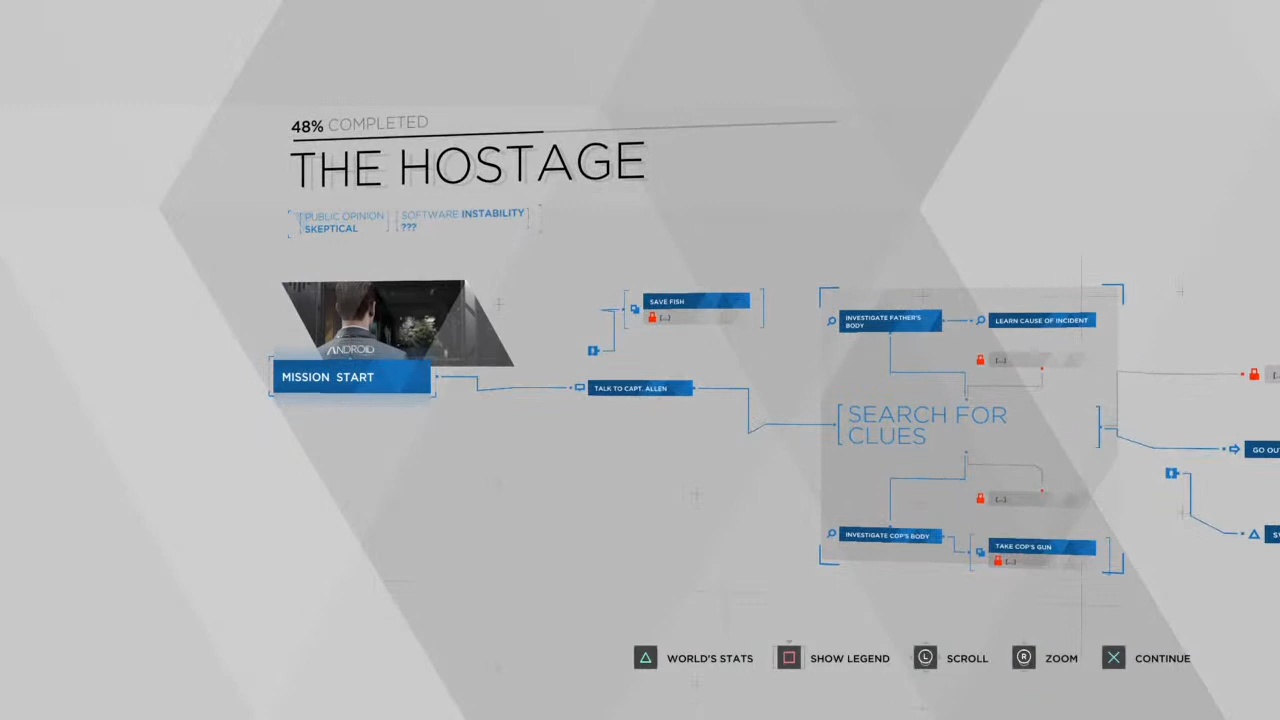 48% COMPLETED
THE HOSTAGE
PUBLIC OPINION
SKEPTICAL
SOFTWARE INSTABILITY
???
ANDROID
MISSION START
SAVE FISH
[...]
TALK TO CAPT. ALLEN
INVESTIGATE FATHER'S
BODY
LEARN CAUSE OF INCIDENT
[...]
SEARCH FOR
CLUES
[...]
INVESTIGATE COP'S BODY
TAKE COP'S GUN
[...]
GO OU
WORLD'S STATS
SHOW LEGEND
L
SCROLL
R
ZOOM
CONTINUE